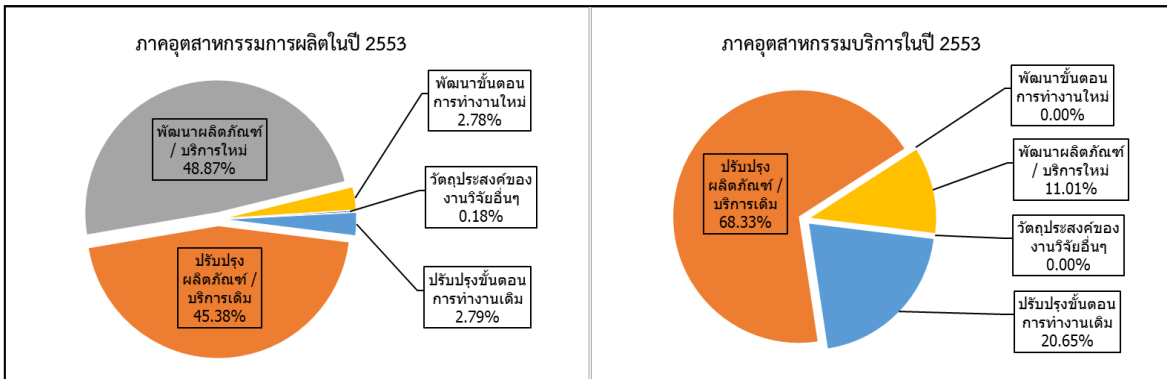 ภาคอุตสาหกรรมการผลิตในปี 2553
พัฒนาขั้นตอน
การทำงานใหม่
2.78%
พัฒนาผลิตภัณฑ์
/ บริการใหม่
48.87%
วัตถุประสงค์ของ
งานวิจัยอื่นๆ
0.18%
ปรับปรุง
ผลิตภัณฑ์ /
บริการเดิม
45.38%
ปรับปรุงขั้นตอน
การทำงานเดิม
2.79%
ภาคอุตสาหกรรมบริการในปี 2553
พัฒนาขั้นตอน
การทำงานใหม่
0.00%
พัฒนาผลิตภัณฑ์
/ บริการใหม่
11.01%
ปรับปรุง
ผลิตภัณฑ์ /
บริการเดิม
68.33%
วัตถุประสงค์ของ
งานวิจัยอื่นๆ
0.00%
ปรับปรุงขั้นตอน
การทำงานเดิม
20.65%